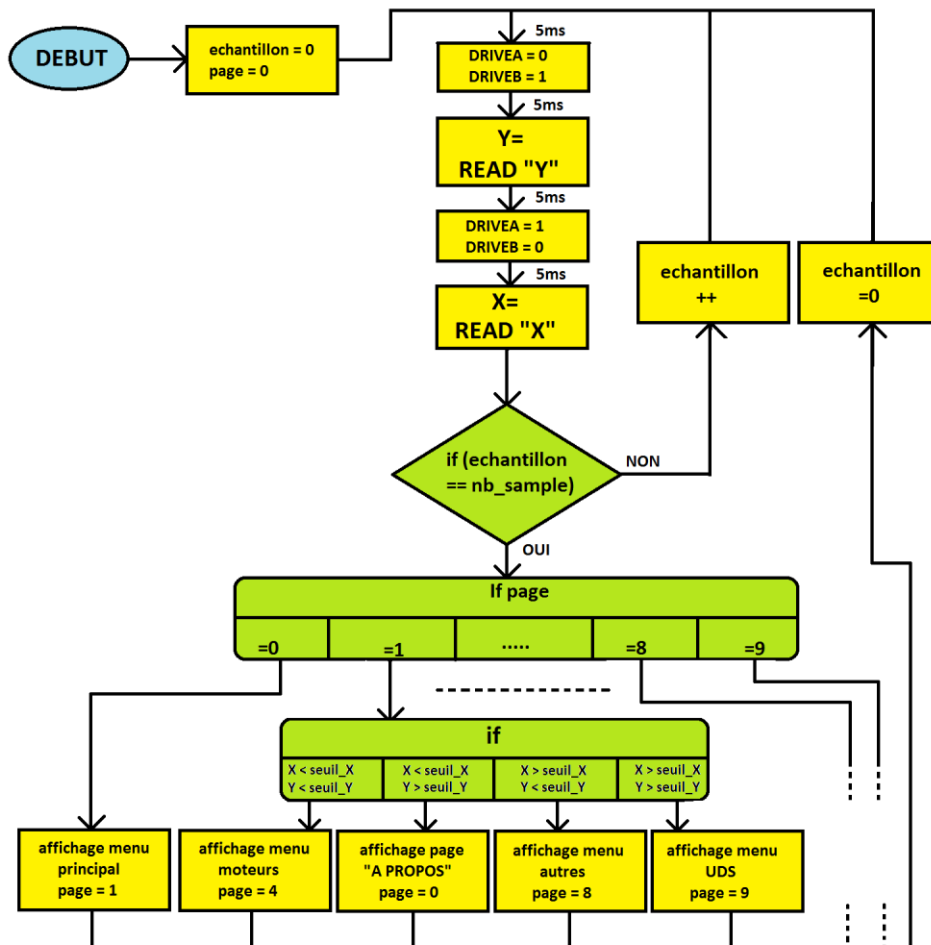 DEBUT
echantillon = 0
page = 0
5ms
DRIVEA = 0
DRIVEB = 1
5ms
Y=
READ "Y"
5ms
DRIVEA = 1
DRIVEB = 0
5ms
X=
READ "X"
echantillon
++
echantillon
=0
if (echantillon
== nb_sample)
NON
OUI
If page
=0
=1
.....
=8
=9
if
X < seuil_X
Y < seuil_Y
X < seuil_X
Y > seuil_Y
X > seuil_X
Y < seuil_Y
X > seuil_X
Y > seuil_Y
affichage menu
principal
page = 1
affichage menu
moteurs
page = 4
affichage page
"A PROPOS"
page = 0
affichage menu
autres
page = 8
affichage menu
UDS
page = 9